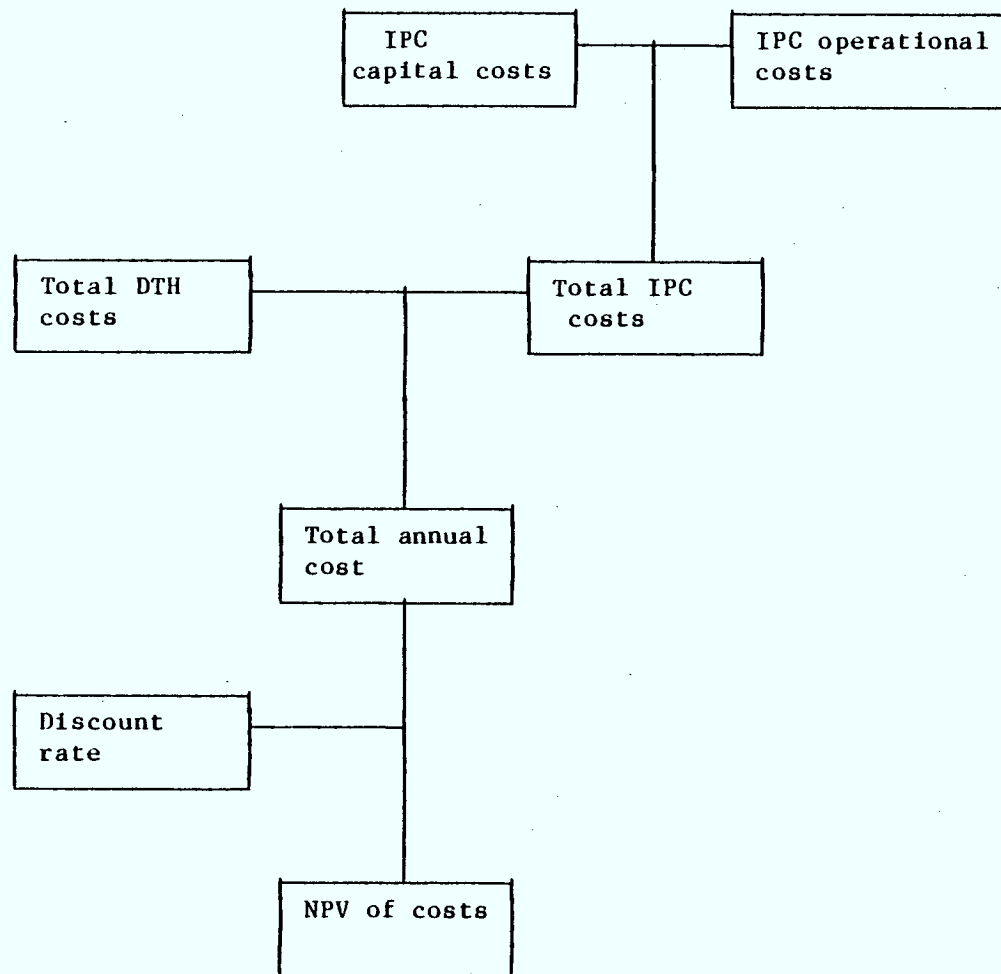 IPC
capital costs
IPC operational
costs
Total DTH
costs
Total IPC
costs
Total annual
cost
Discount
rate
NPV of costs